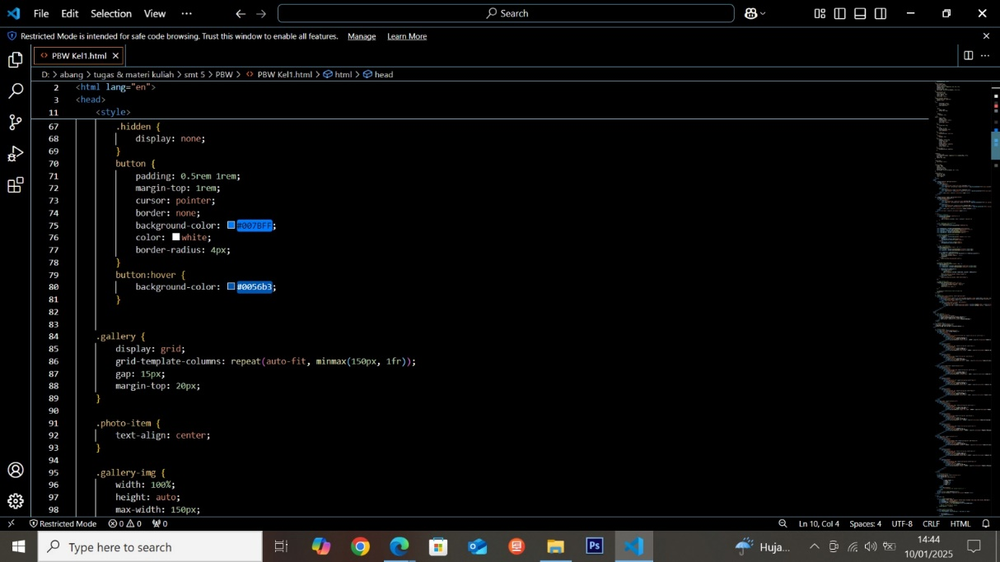 File Edit Selection View ··· Search
Restricted Mode is intended for safe code browsing. Trust this window to enable all features. Manage Learn More
<> PBW Kel1.html
D: > abang > tugas & materi kuliah > smt 5 > PBW > <> PBW Kel1.html > html > head
2 <html lang="en">
3 <head>
11 <style>
67 .hidden {
68 display: none;
69 }
70 button {
71 padding: 0.5rem 1rem;
72 margin-top: 1rem;
73 cursor: pointer;
74 border: none;
75 background-color: #007BFF;
76 color: white;
77 border-radius: 4px;
78 }
79 button:hover {
80 background-color: #0056b3;
81 }
82
83
84 .gallery {
85 display: grid;
86 grid-template-columns: repeat(auto-fit, minmax(150px, 1fr));
87 gap: 15px;
88 margin-top: 20px;
89 }
90
91 .photo-item {
92 text-align: center;
93 }
94
95 .gallery-img {
96 width: 100%;
97 height: auto;
98 max-width: 150px;
Restricted Mode 0 0 0 Ln 10, Col 4 Spaces: 4 UTF-8 CRLF HTML
Type here to search Ps Huja... 14:44
10/01/2025